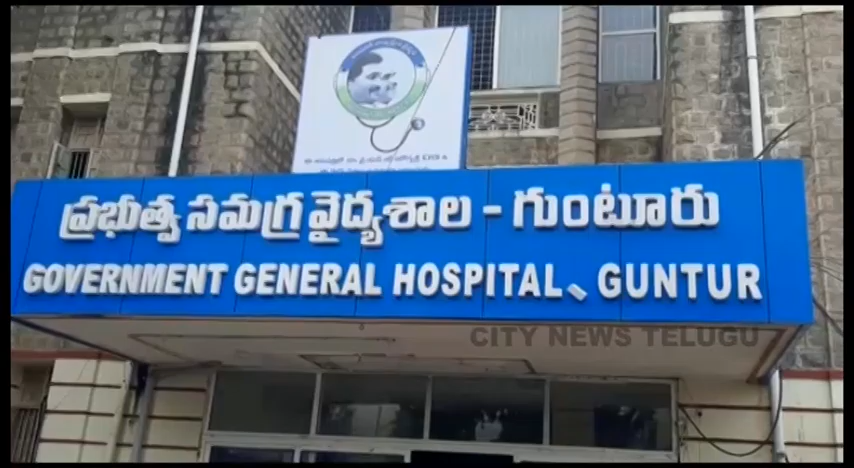 ప్రభుత్వ సమగ్ర వైద్యశాల - గుంటూరు
GOVERNMENT GENERAL HOSPITAL, GUNTUR
CITY NEWS TELUGU